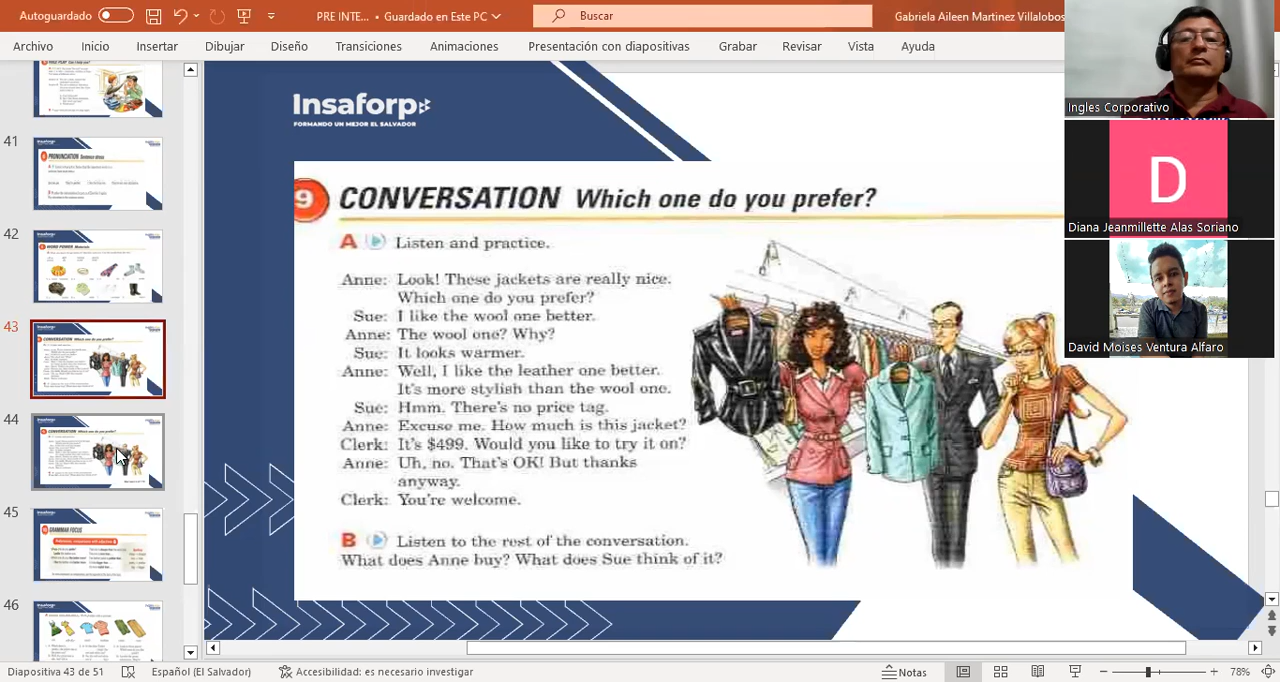 Autoguardado
PRE INTE... • Guardado en Este PC
Buscar
Gabriela Aileen Martinez Villalobos
Archivo Inicio Insertar Dibujar Diseño Transiciones Animaciones Presentación con diapositivas Grabar Revisar Vista Ayuda
Ingles Corporativo
D
Diana Jeanmillette Alas Soriano
David Moises Ventura Alfaro
41
42
43
44
45
46
Insaforp
FORMANDO UN MEJOR EL SALVADOR
9 CONVERSATION Which one do you prefer?
A Listen and practice.
Anne: Look! These jackets are really nice.
Which one do you prefer?
Sue: I like the wool one better.
Anne: The wool one? Why?
Sue: It looks warmer.
Anne: Well, I like the leather one better.
It's more stylish than the wool one.
Sue: Hmm. There's no price tag.
Anne: Excuse me. How much is this jacket?
Clerk: It's $499. Would you like to try it on?
Anne: Uh, no. That's OK! But thanks
anyway.
Clerk: You're welcome.
B Listen to the rest of the conversation.
What does Anne buy? What does Sue think of it?
Diapositiva 43 de 51 Español (El Salvador) Accesibilidad: es necesario investigar Notas 78%